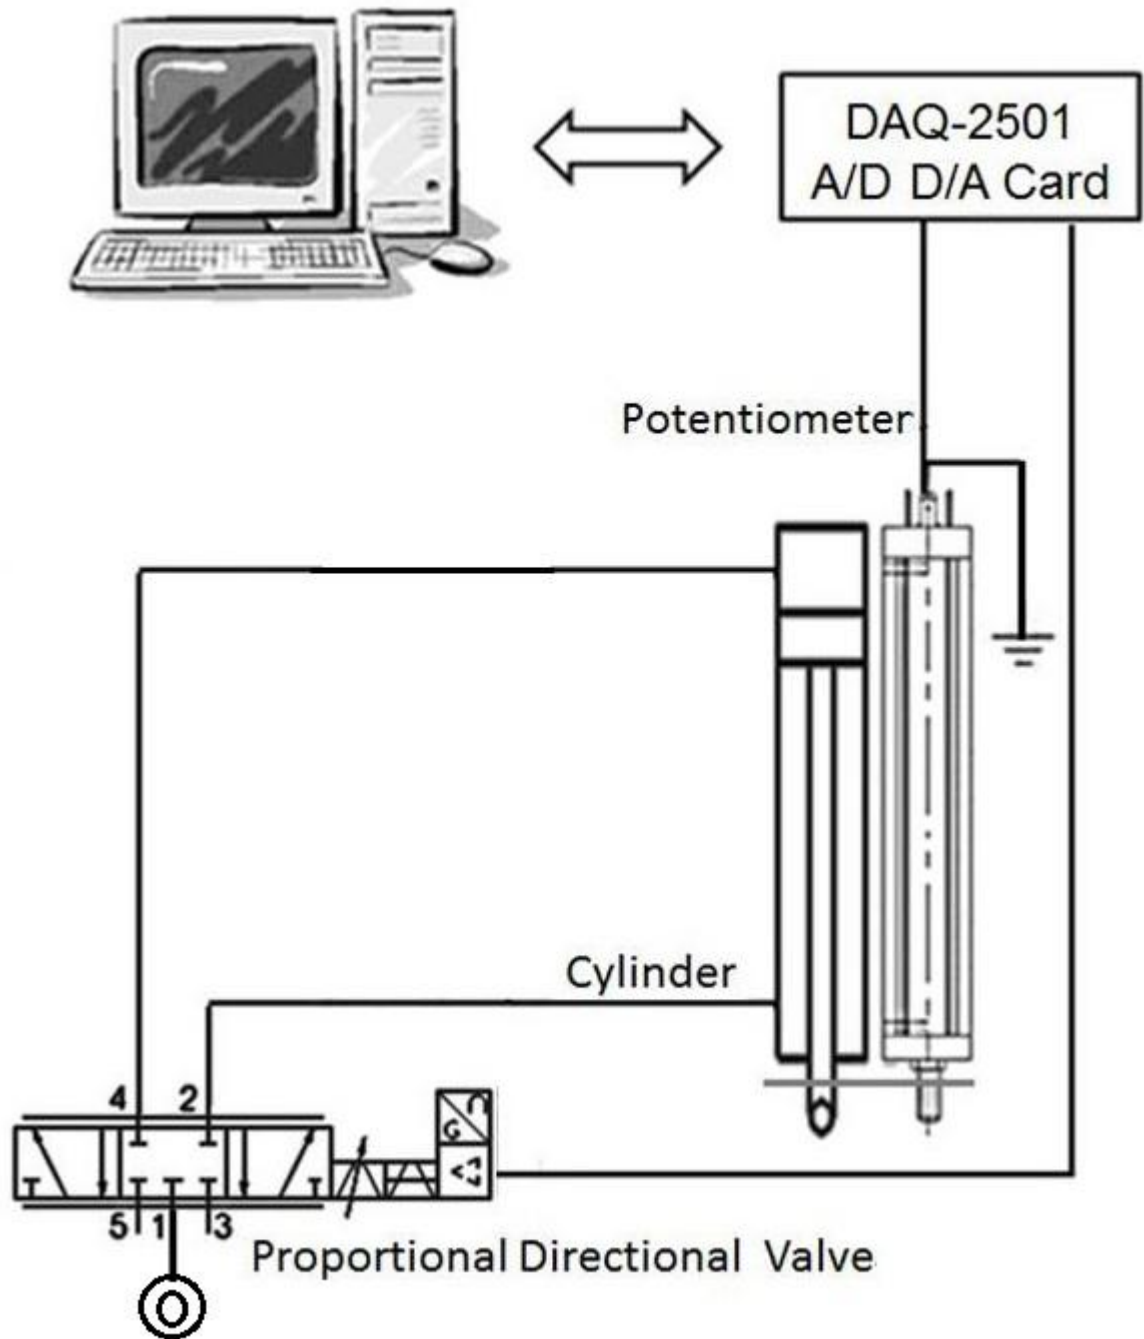 DAQ-2501
A/D D/A Card
Potentiometer
Cylinder
4 2
5 1 3
Proportional Directional Valve